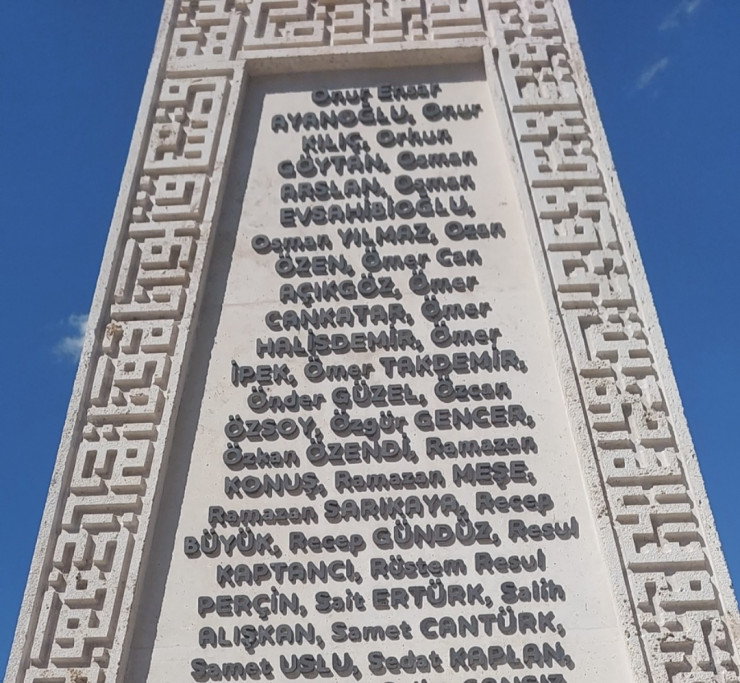 Onur Ensar
AYANOĞLU, Onur
KILIÇ, Orhun
GÖYTAN, Osman
ARSLAN, Osman
EVSAHİBİOĞLU,
Osman YILMAZ, Ozan
ÖZEN, Ömer Can
AÇIKGÖZ, Ömer
CANKATAR, Ömer
HALİSDEMİR, Ömer
İPEK, Ömer TAKDEMİR,
Önder GÜZEL, Özcan
ÖZSOY, Özgür GENCER,
Özkan ÖZENDİ, Ramazan
KONUŞ, Ramazan MEŞE,
Ramazan SARIKAYA, Recep
BÜYÜK, Recep GÜNDÜZ, Resul
KAPTANCI, Rüstem Resul
PERÇİN, Sait ERTÜRK, Salih
ALIŞKAN, Samet CANTÜRK,
Samet USLU, Sedat KAPLAN,